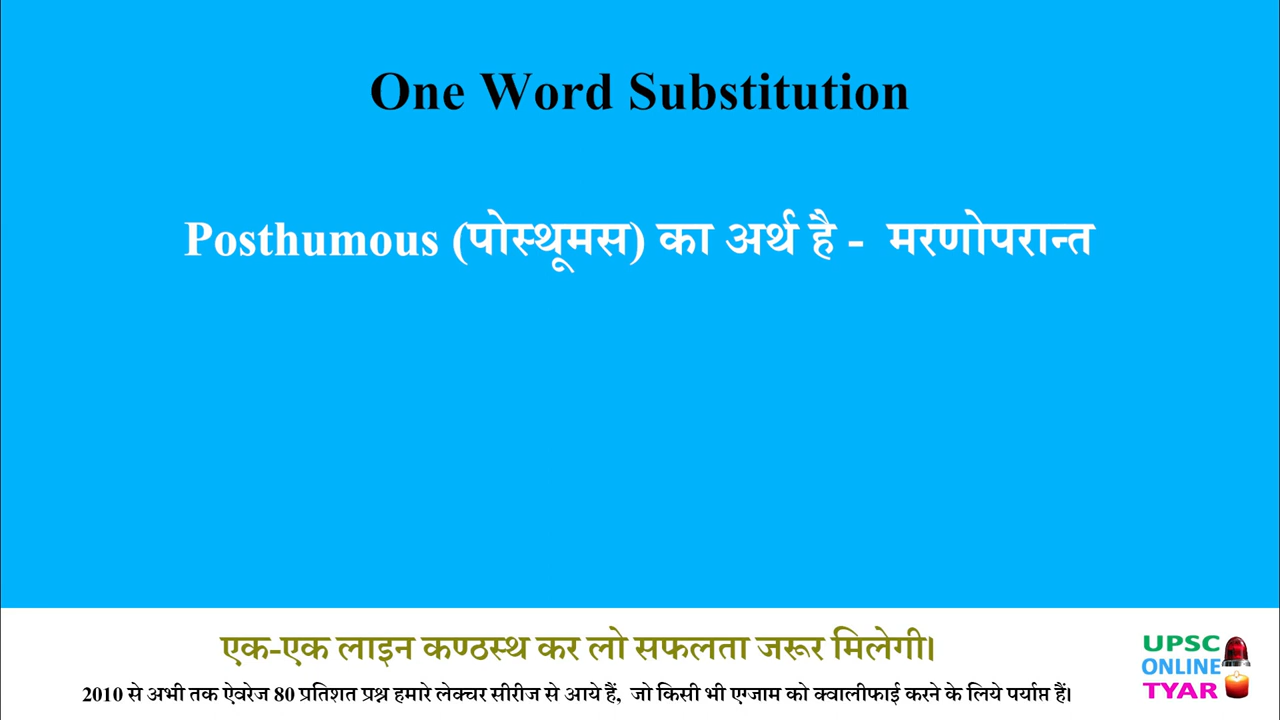 One Word Substitution
Posthumous (पोस्थूमस) का अर्थ है - मरणोपरान्त
एक-एक लाइन कण्ठस्थ कर लो सफलता जरूर मिलेगी।
2010 से अभी तक ऐवरेज 80 प्रतिशत प्रश्न हमारे लेक्चर सीरीज से आये हैं, जो किसी भी एग्जाम को क्वालीफाई करने के लिये पर्याप्त हैं।
UPSC
ONLINE
TYAR